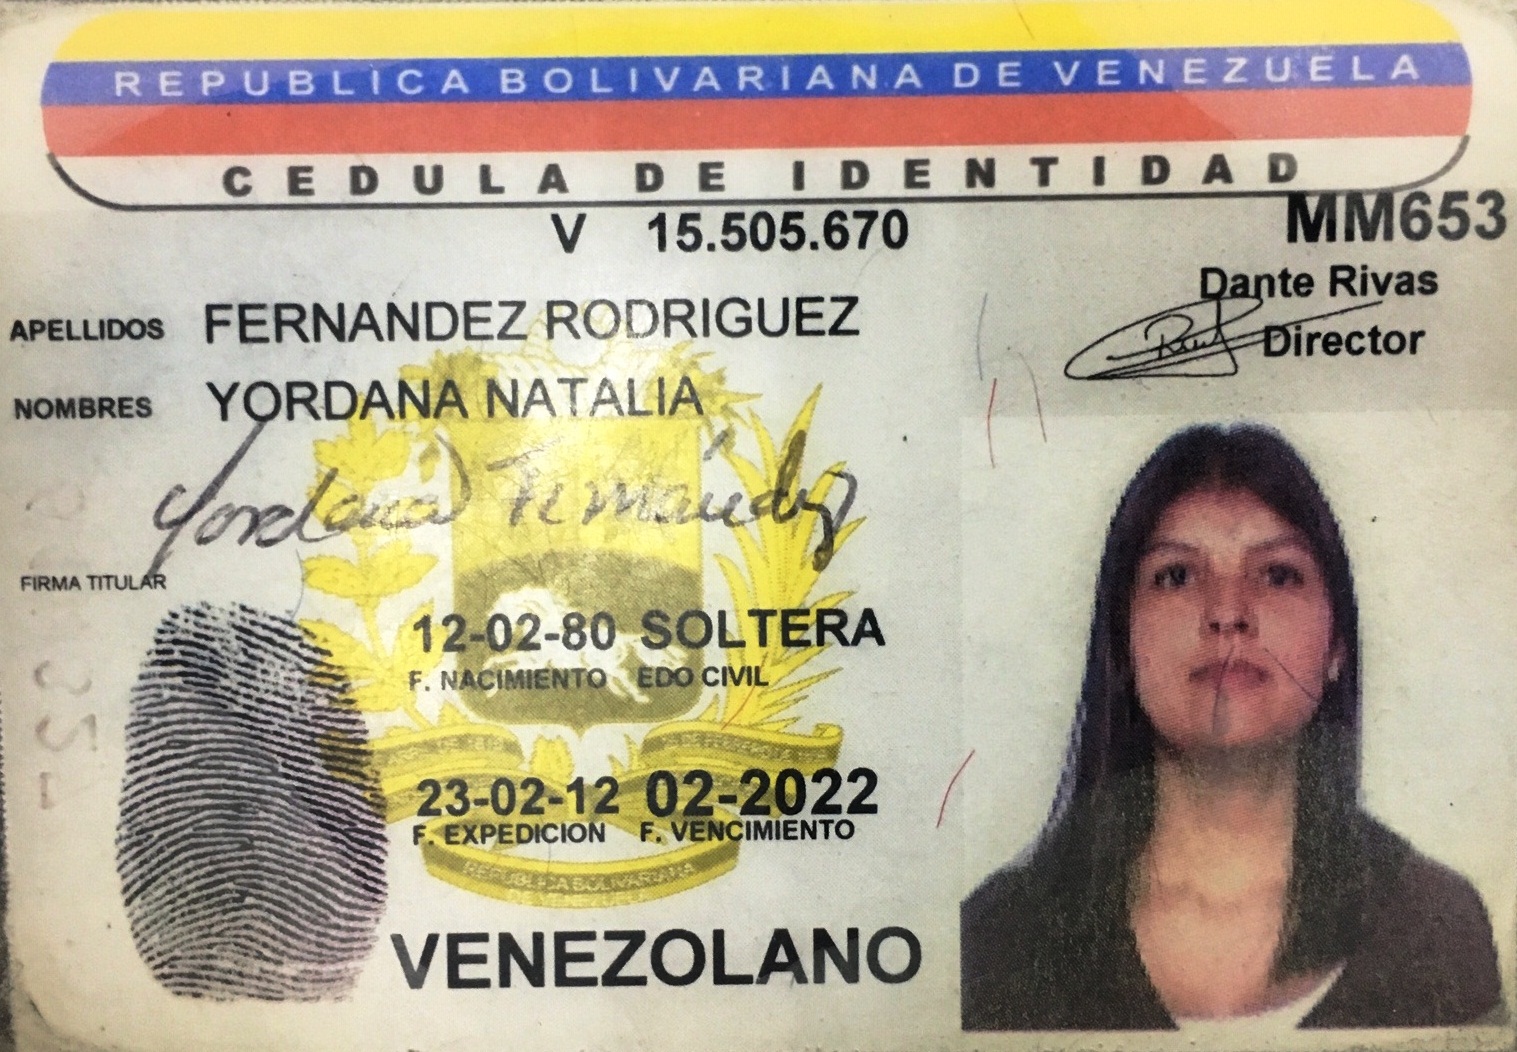 REPUBLICA BOLIVARIANA DE VENEZUELA
CEDULA DE IDENTIDAD
V 15.505.670
MM653
Dante Rivas
Director
APELLIDOS FERNANDEZ RODRIGUEZ
NOMBRES YORDANA NATALIA
Yordana Fernández
FIRMA TITULAR
12-02-80 SOLTERA
F. NACIMIENTO EDO CIVIL
23-02-12 02-2022
F. EXPEDICION F. VENCIMIENTO
REPUBLICA BOLIVARIANA
VENEZOLANO